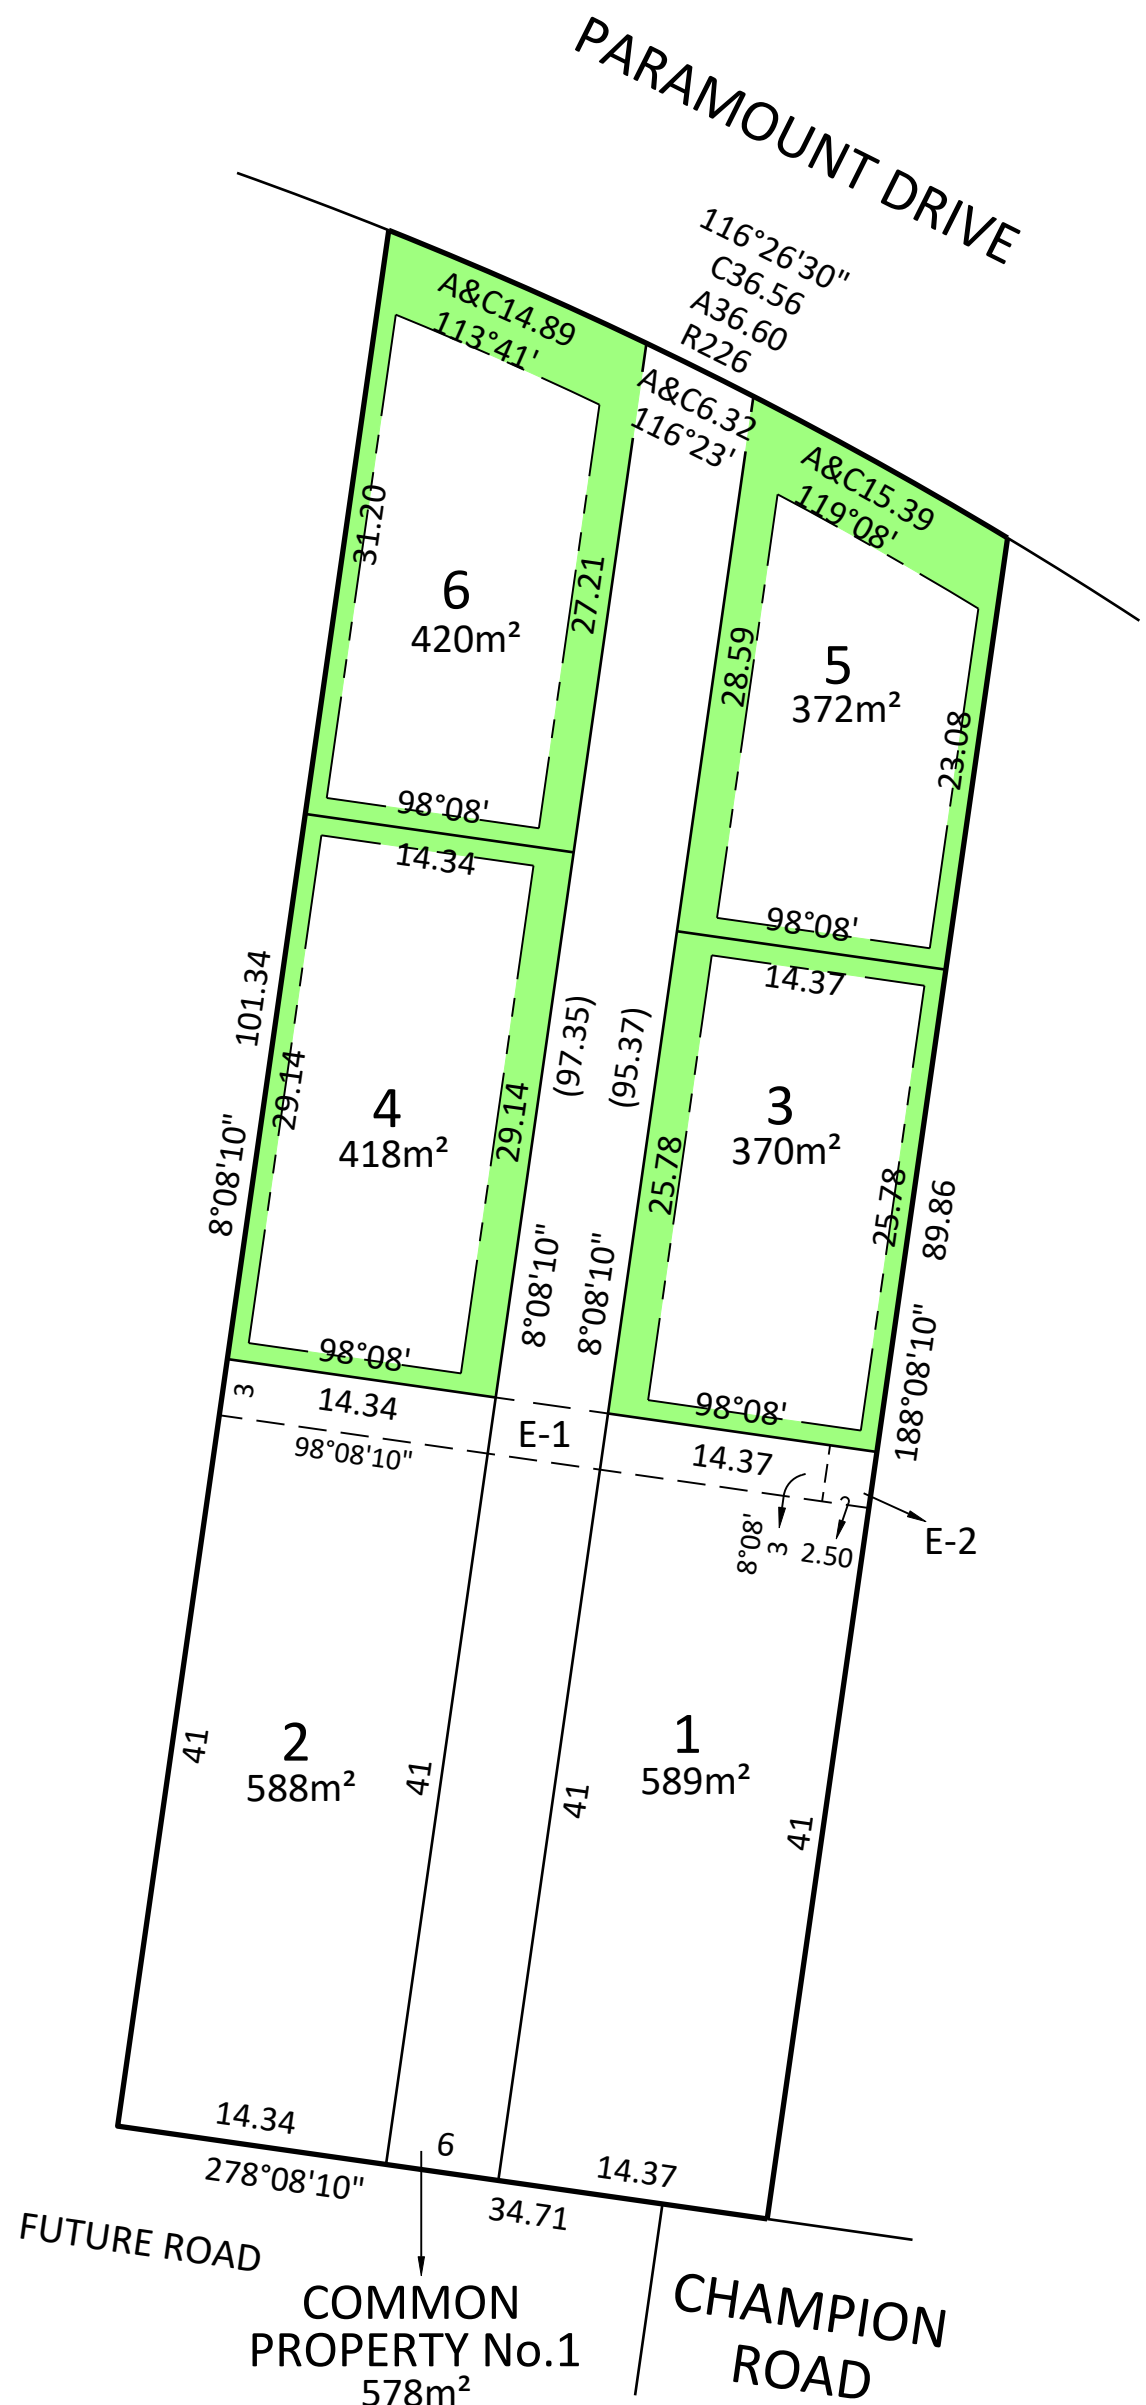 PARAMOUNT DRIVE
116°26'30"
C36.56
A36.60
R226
A&C14.89
113°41'
A&C6.32
116°23'
A&C15.39
119°08'
31.20
27.21
6
420m²
28.59
5
372m²
23.08
98°08'
14.34
98°08'
14.37
101.34
8°08'10"
29.14
4
418m²
29.14
(97.35)
8°08'10"
(95.37)
8°08'10"
25.78
3
370m²
25.78
89.86
188°08'10"
98°08'
14.34
3
98°08'10"
E-1
98°08'
14.37
8°08'
3
2.50
E-2
41
2
588m²
41
41
1
589m²
41
14.34
6
14.37
278°08'10"
34.71
FUTURE ROAD
COMMON
PROPERTY No.1
578m²
CHAMPION
ROAD